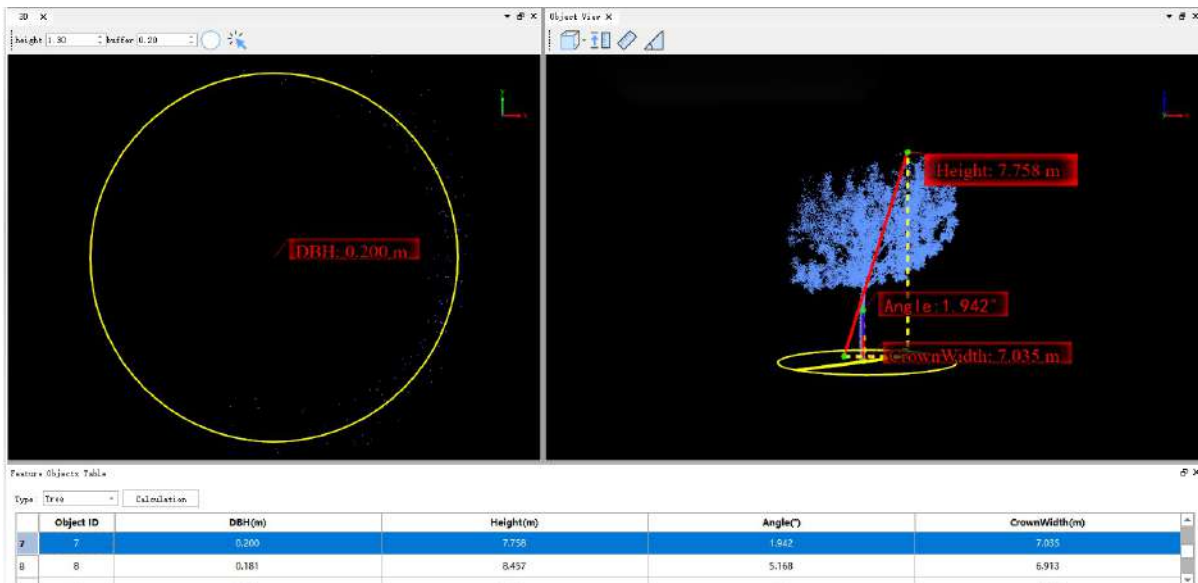 3D
height 1.30 buffer 0.20
DBH: 0.200 m
Object View
Height: 7.758 m
Angle:1.942°
CrownWidth: 7.035 m
Feature Objects Table
Type Tree Calculation
Object ID DBH(m) Height(m) Angle(°) CrownWidth(m)
7 7 0.200 7.758 1.942 7.035
8 8 0.181 8.457 5.168 6.913